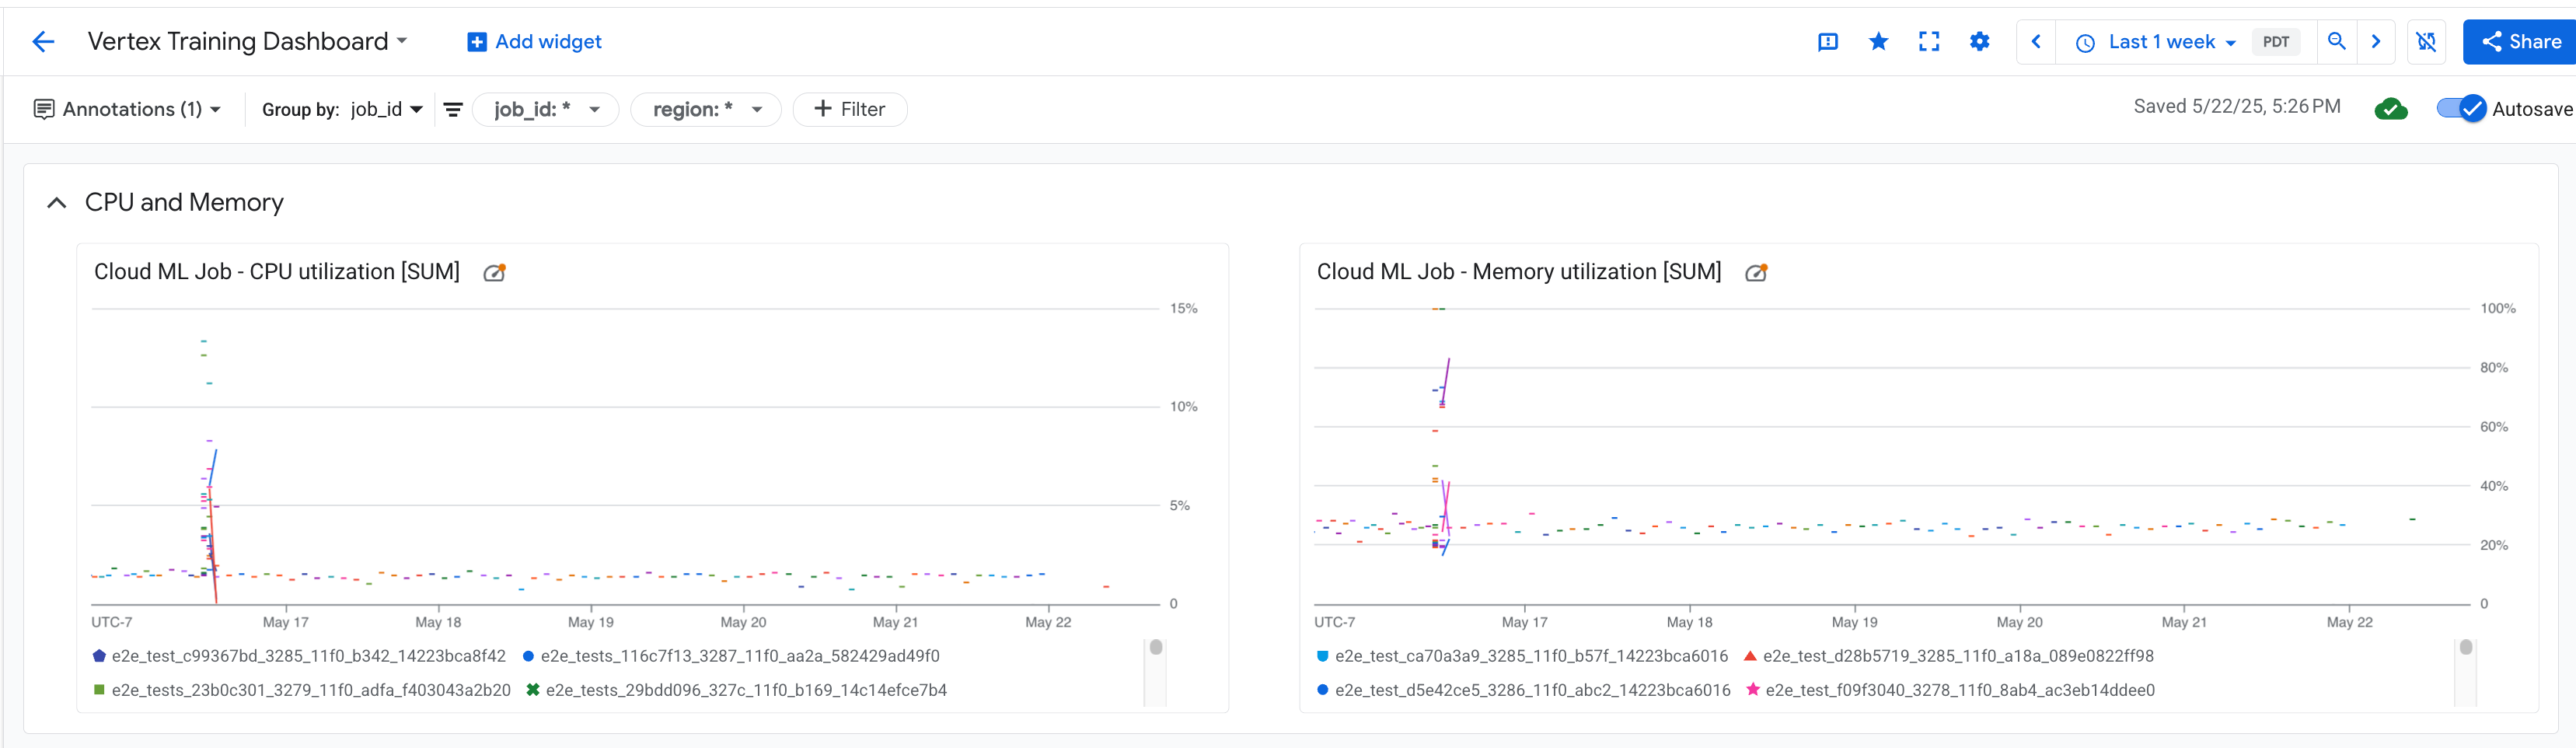 Vertex Training Dashboard Add widget Last 1 week PDT Share
Annotations (1) Group by: job_id job_id: * region: * Filter Saved 5/22/25, 5:26 PM Autosave
CPU and Memory
Cloud ML Job - CPU utilization [SUM]
15%
10%
5%
0
UTC-7 May 17 May 18 May 19 May 20 May 21 May 22
e2e_test_c99367bd_3285_11f0_b342_14223bca8f42 e2e_tests_116c7f13_3287_11f0_aa2a_582429ad49f0
e2e_tests_23b0c301_3279_11f0_adfa_f403043a2b20 e2e_tests_29bdd096_327c_11f0_b169_14c14efce7b4
Cloud ML Job - Memory utilization [SUM]
100%
80%
60%
40%
20%
0
UTC-7 May 17 May 18 May 19 May 20 May 21 May 22
e2e_test_ca70a3a9_3285_11f0_b57f_14223bca6016 e2e_test_d28b5719_3285_11f0_a18a_089e0822ff98
e2e_test_d5e42ce5_3286_11f0_abc2_14223bca6016 e2e_test_f09f3040_3278_11f0_8ab4_ac3eb14ddee0